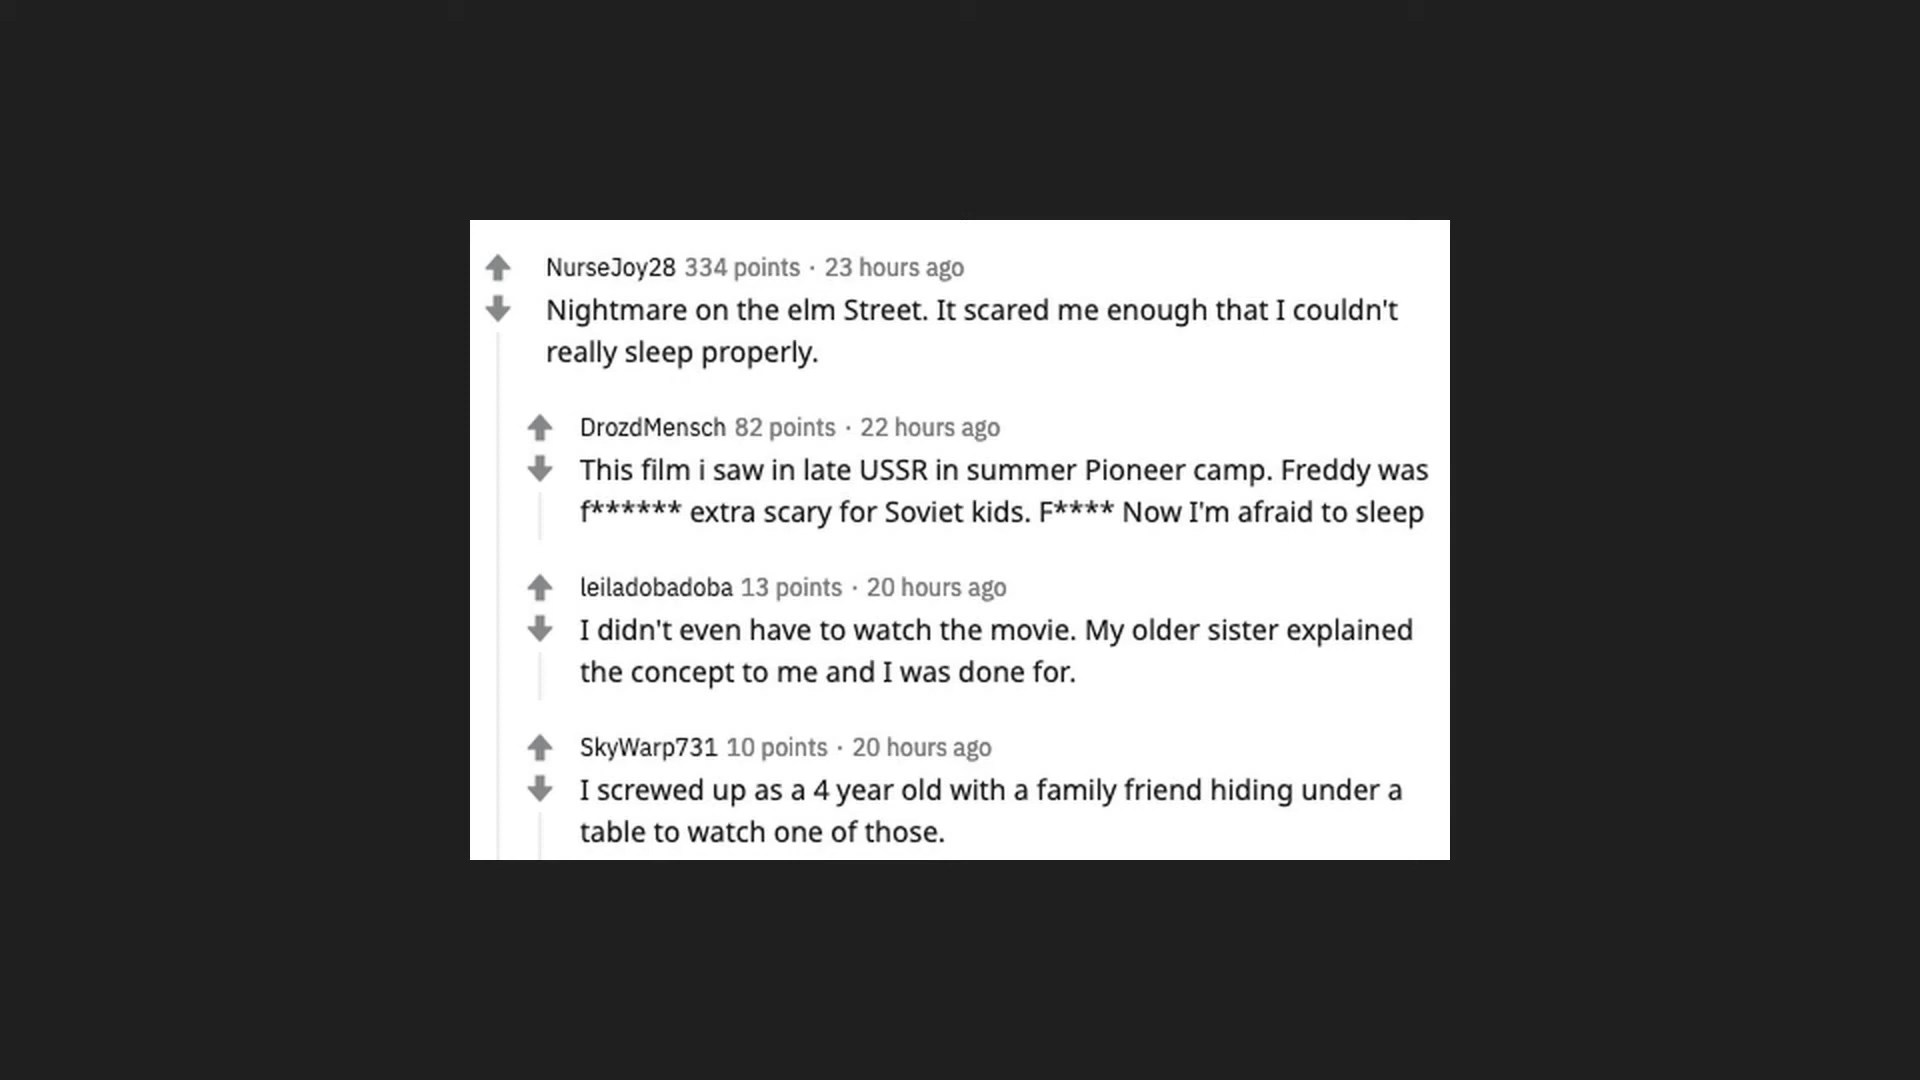 NurseJoy28 334 points · 23 hours ago
Nightmare on the elm Street. It scared me enough that I couldn't
really sleep properly.
DrozdMensch 82 points · 22 hours ago
This film i saw in late USSR in summer Pioneer camp. Freddy was
f****** extra scary for Soviet kids. F**** Now I'm afraid to sleep
leiladobadoba 13 points · 20 hours ago
I didn't even have to watch the movie. My older sister explained
the concept to me and I was done for.
SkyWarp731 10 points · 20 hours ago
I screwed up as a 4 year old with a family friend hiding under a
table to watch one of those.